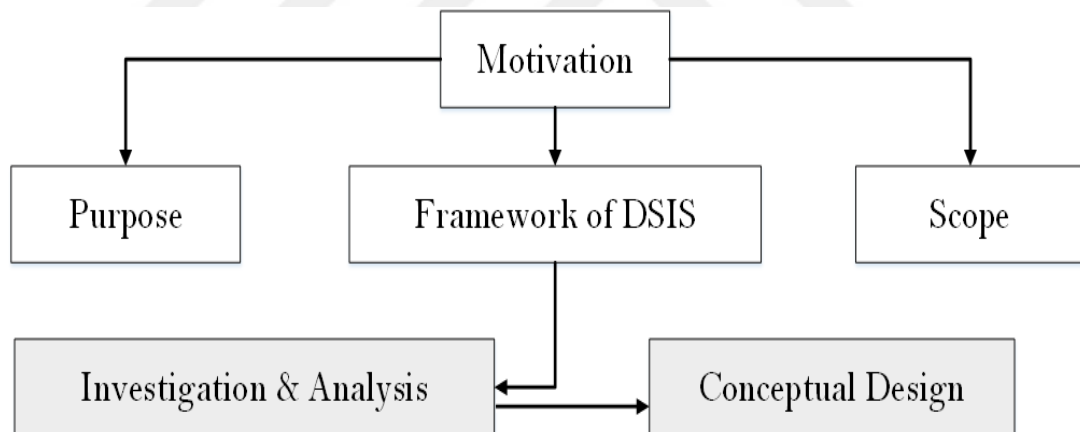 Motivation
Purpose
Framework of DSIS
Scope
Investigation & Analysis
Conceptual Design